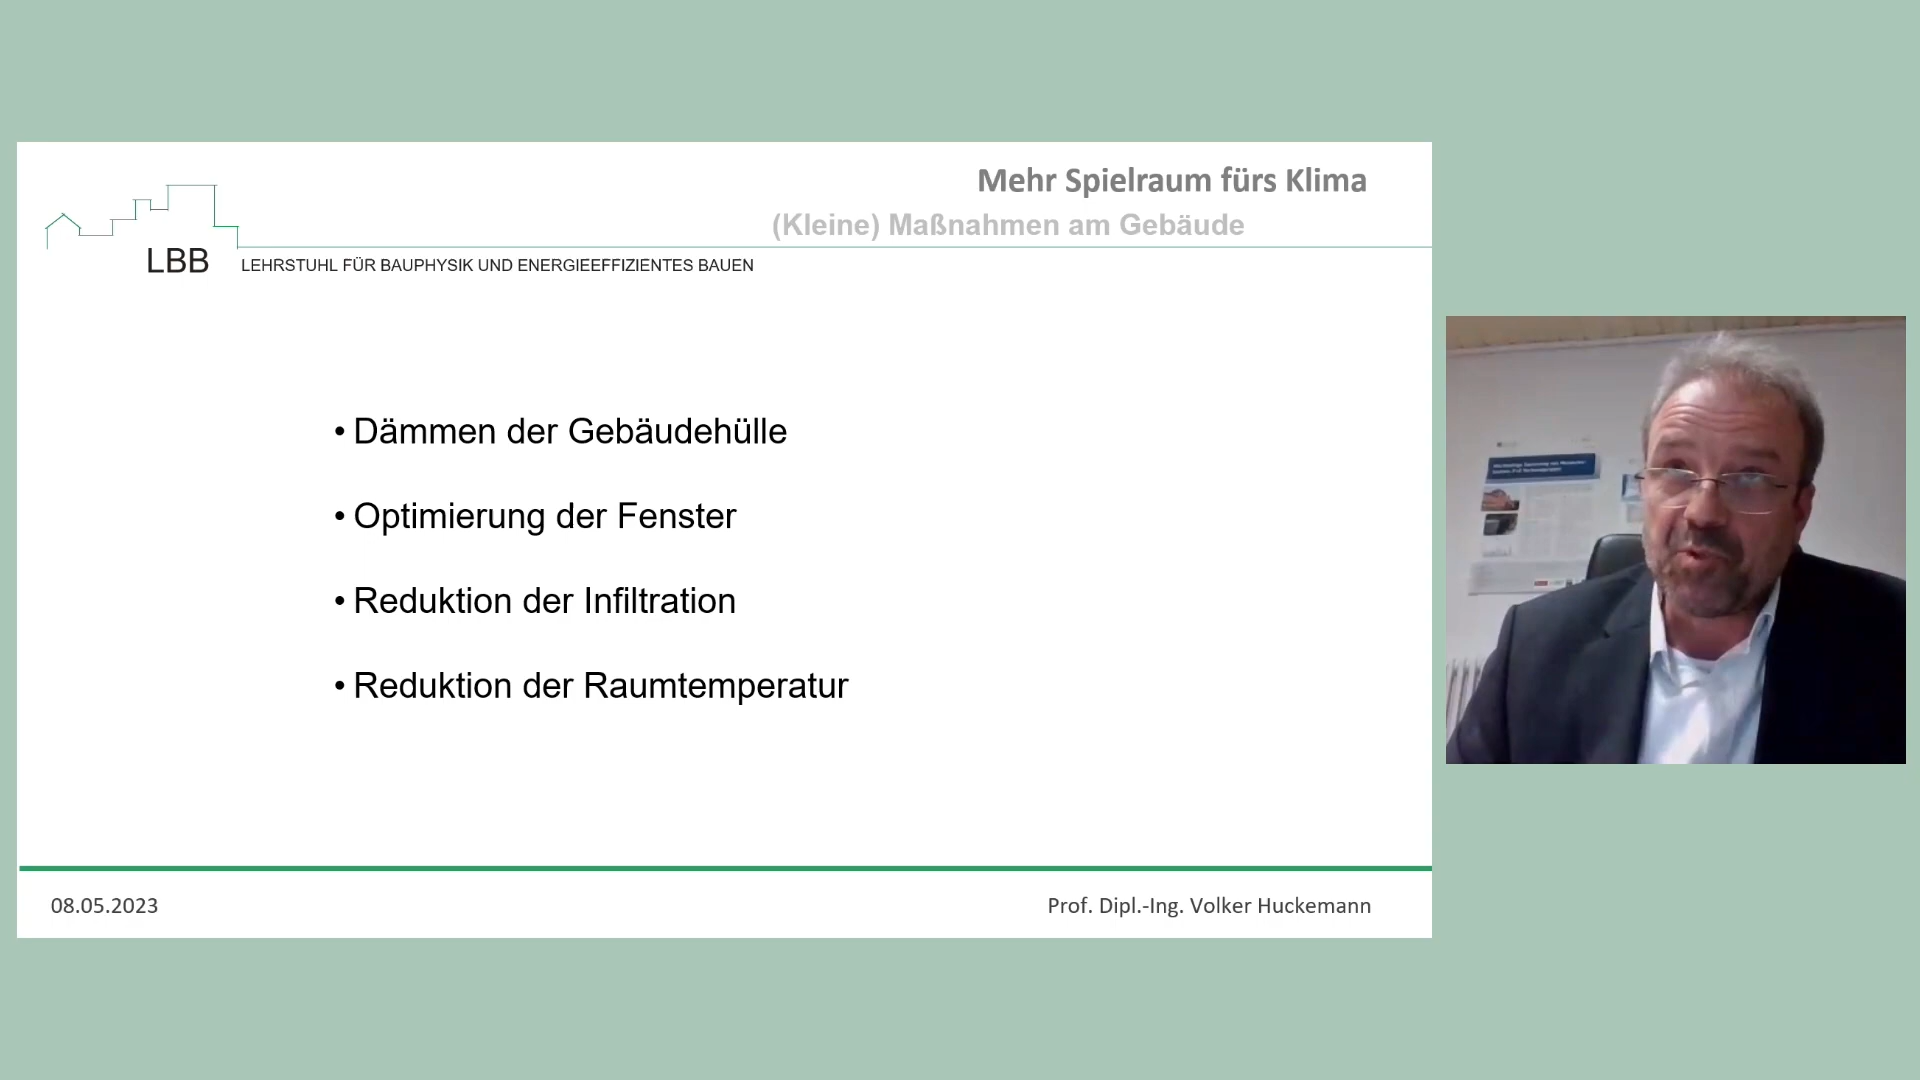 Mehr Spielraum fürs Klima
(Kleine) Maßnahmen am Gebäude
LBB
LEHRSTUHL FÜR BAUPHYSIK UND ENERGIEEFFIZIENTES BAUEN
• Dämmen der Gebäudehülle
• Optimierung der Fenster
• Reduktion der Infiltration
• Reduktion der Raumtemperatur
08.05.2023
Prof. Dipl.-Ing. Volker Huckemann